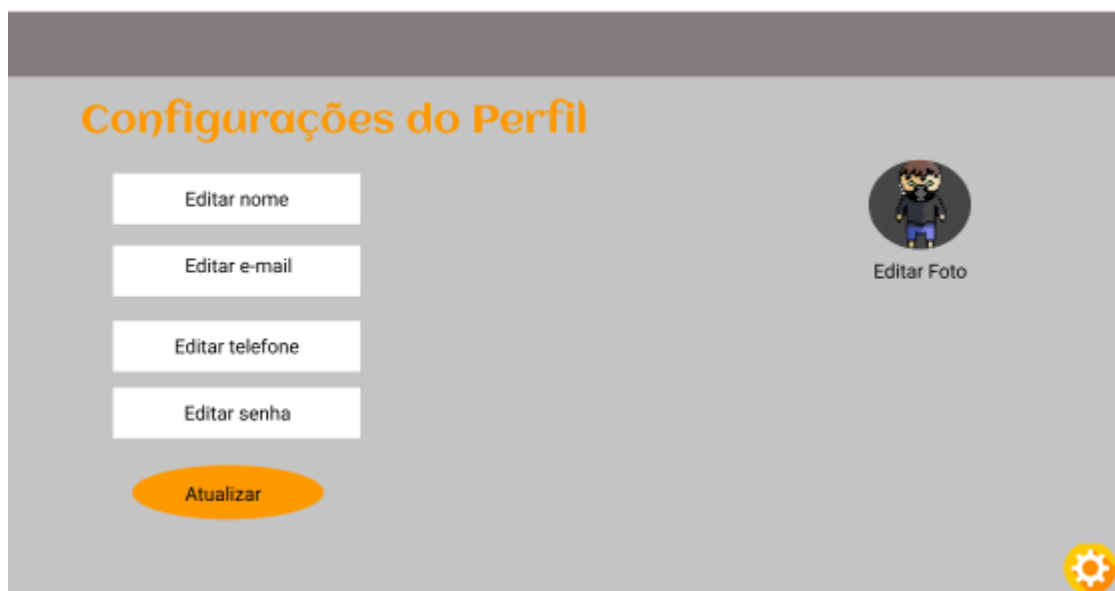 Configurações do Perfil
Editar nome
Editar e-mail
Editar Foto
Editar telefone
Editar senha
Atualizar